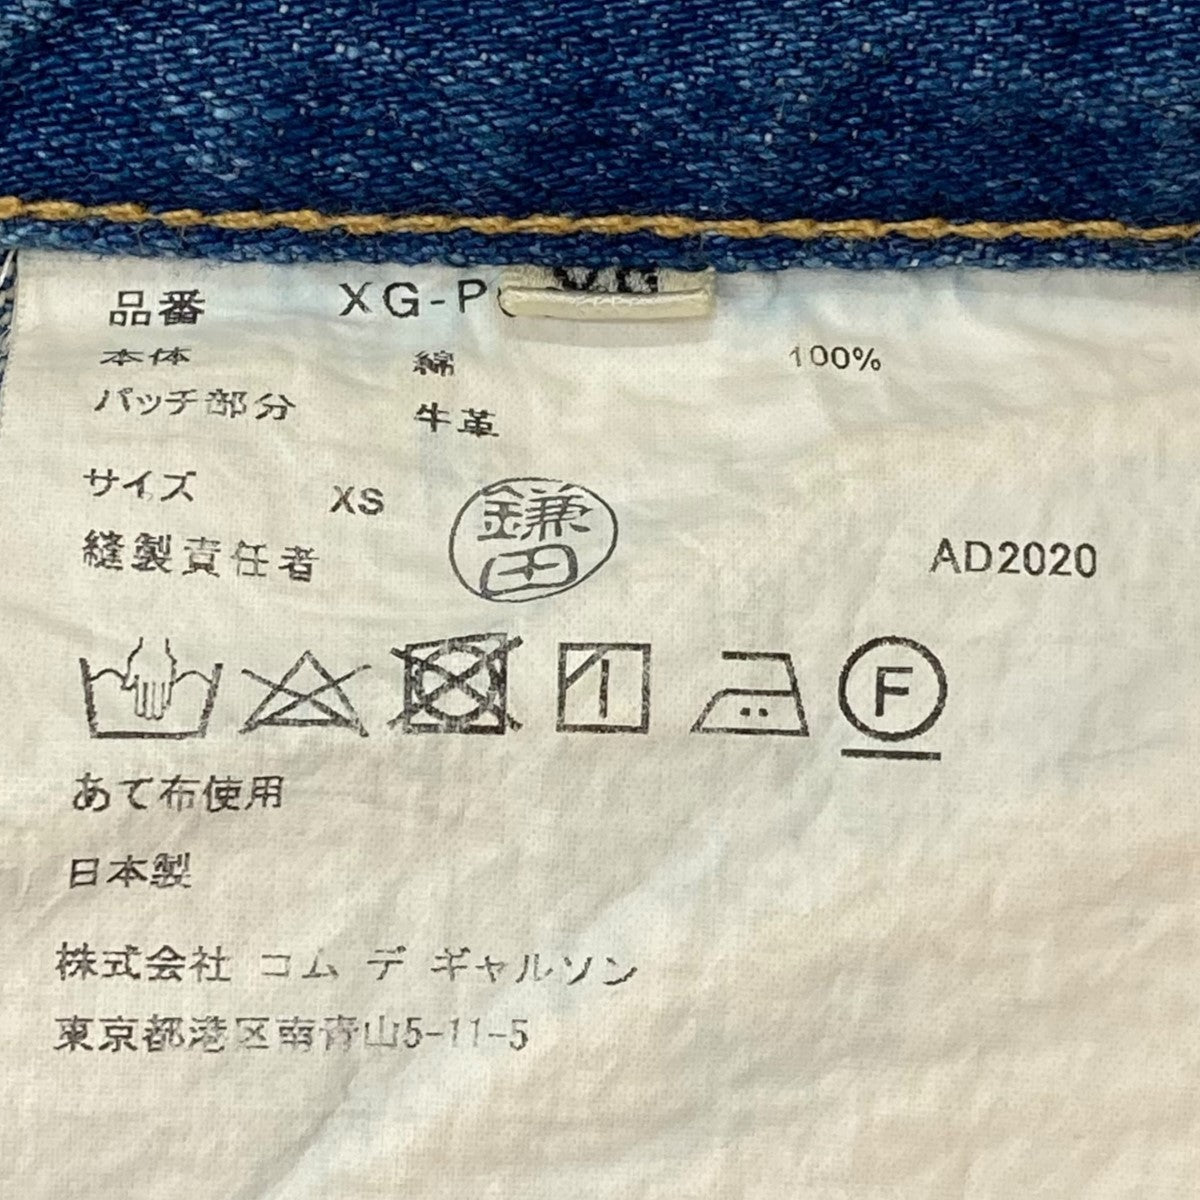 品番 XG-P
本体 綿 100%
パッチ部分 牛革
サイズ XS
縫製責任者 鎌田 AD2020
F
あて布使用
日本製
株式会社 コム デ ギャルソン
東京都港区南青山5-11-5